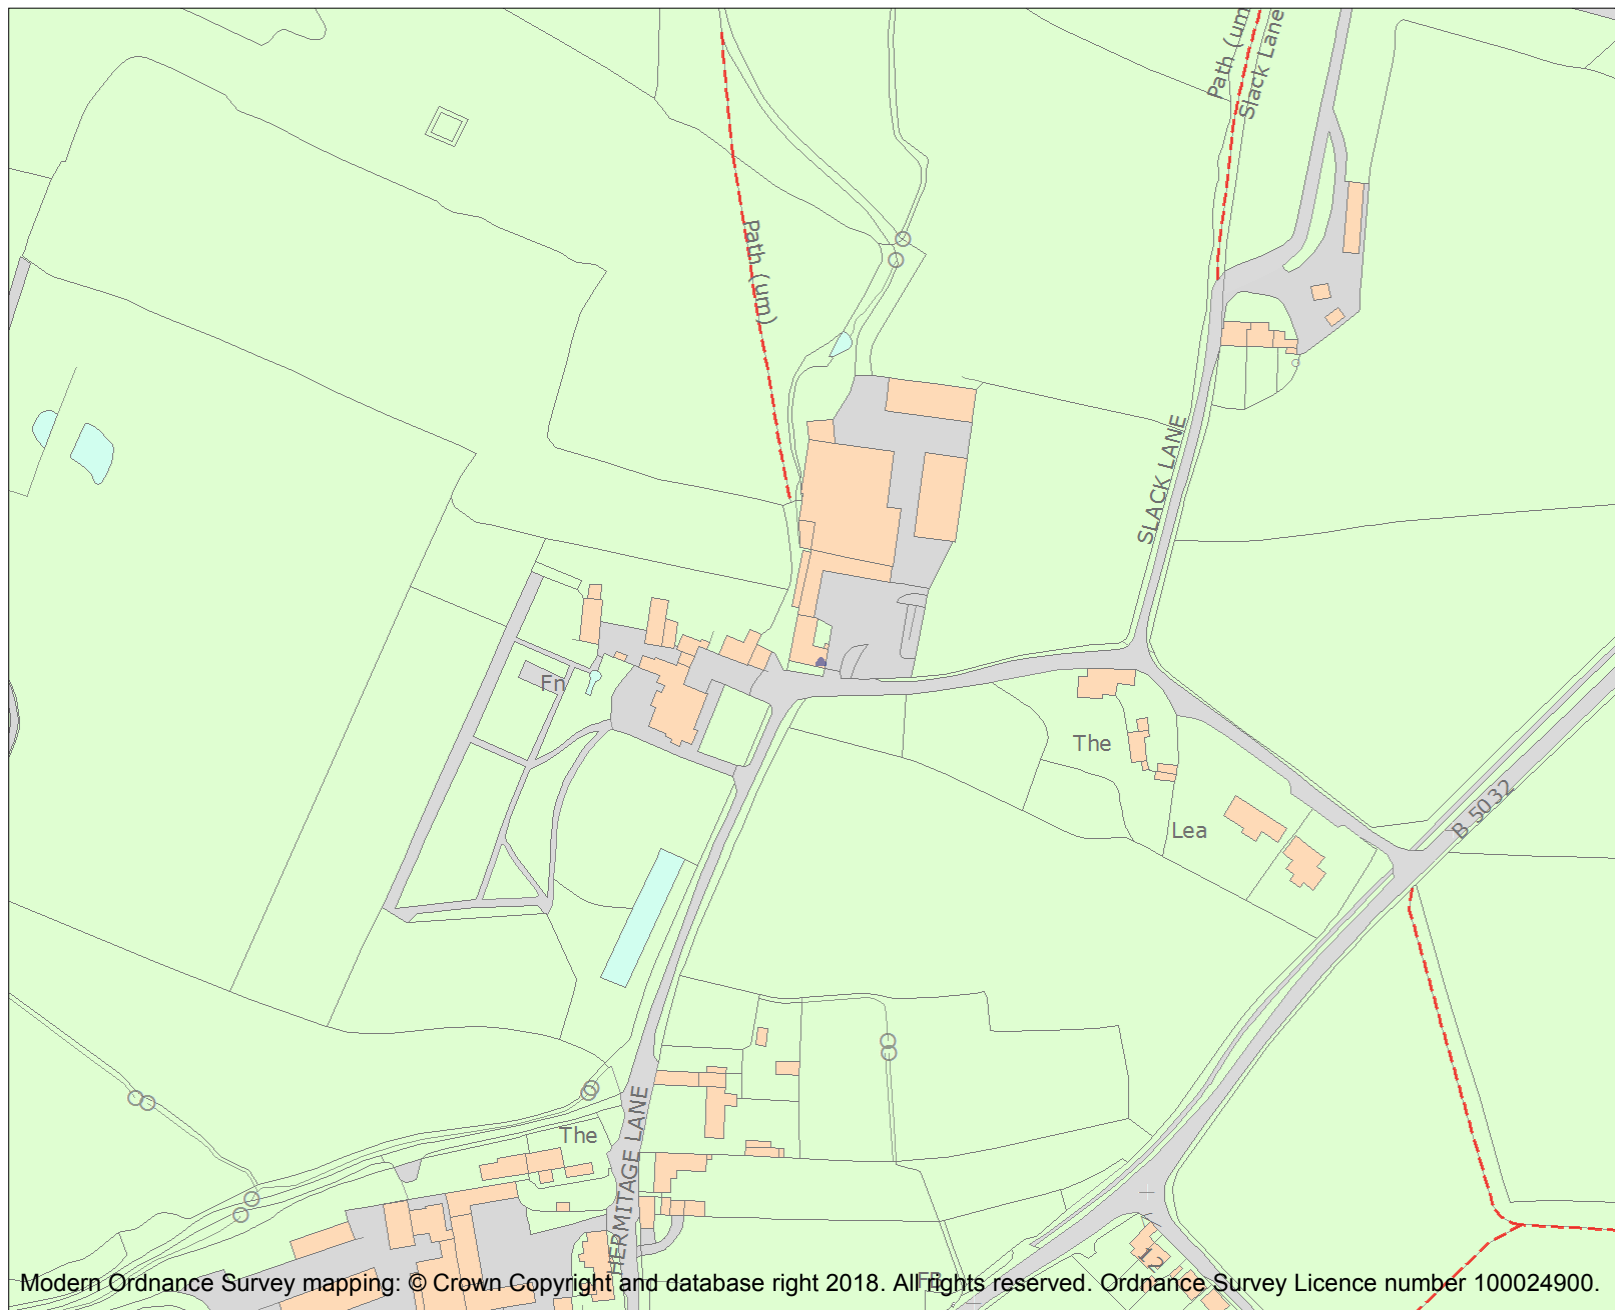 Path (um
Slack Lane
Path (um)
SLACK LANE
Fn
The
B 5032
Lea
HERMITAGE LANE
The
12
FB
Modern Ordnance Survey mapping: © Crown Copyright and database right 2018. All rights reserved. Ordnance Survey Licence number 100024900.